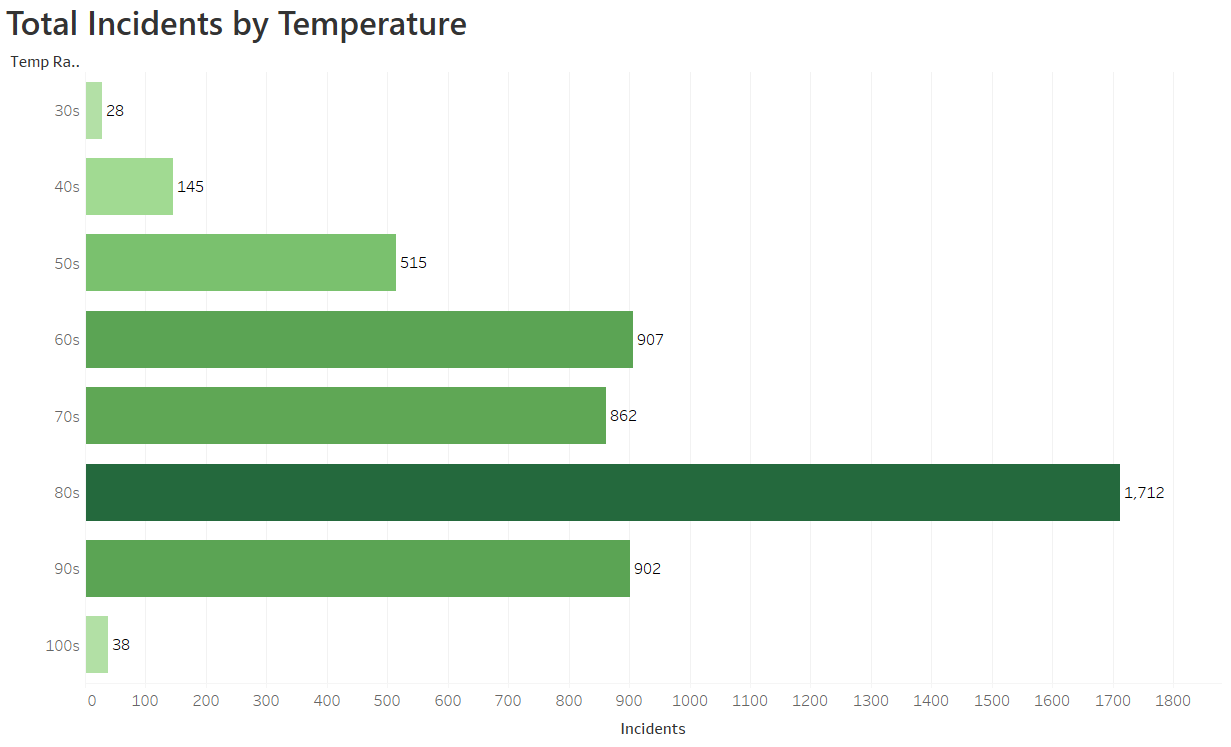 Total Incidents by Temperature
Temp Ra..
30s 28
40s 145
50s 515
60s 907
70s 862
80s 1,712
90s 902
100s 38
0 100 200 300 400 500 600 700 800 900 1000 1100 1200 1300 1400 1500 1600 1700 1800
Incidents